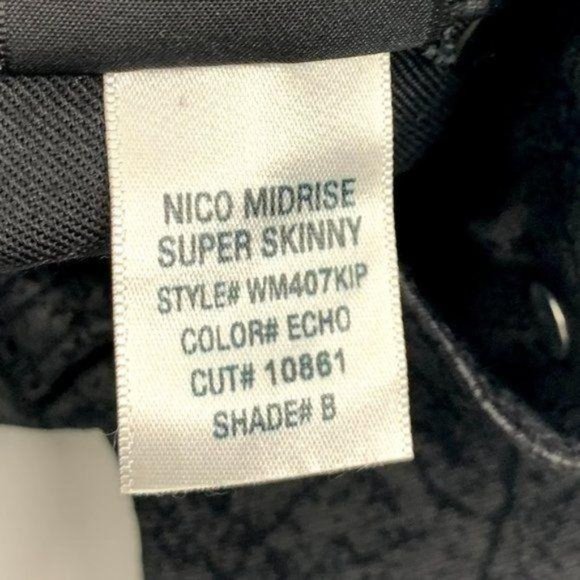 NICO MIDRISE
SUPER SKINNY
STYLE# WM407KIP
COLOR# ECHO
CUT# 10861
SHADE# B